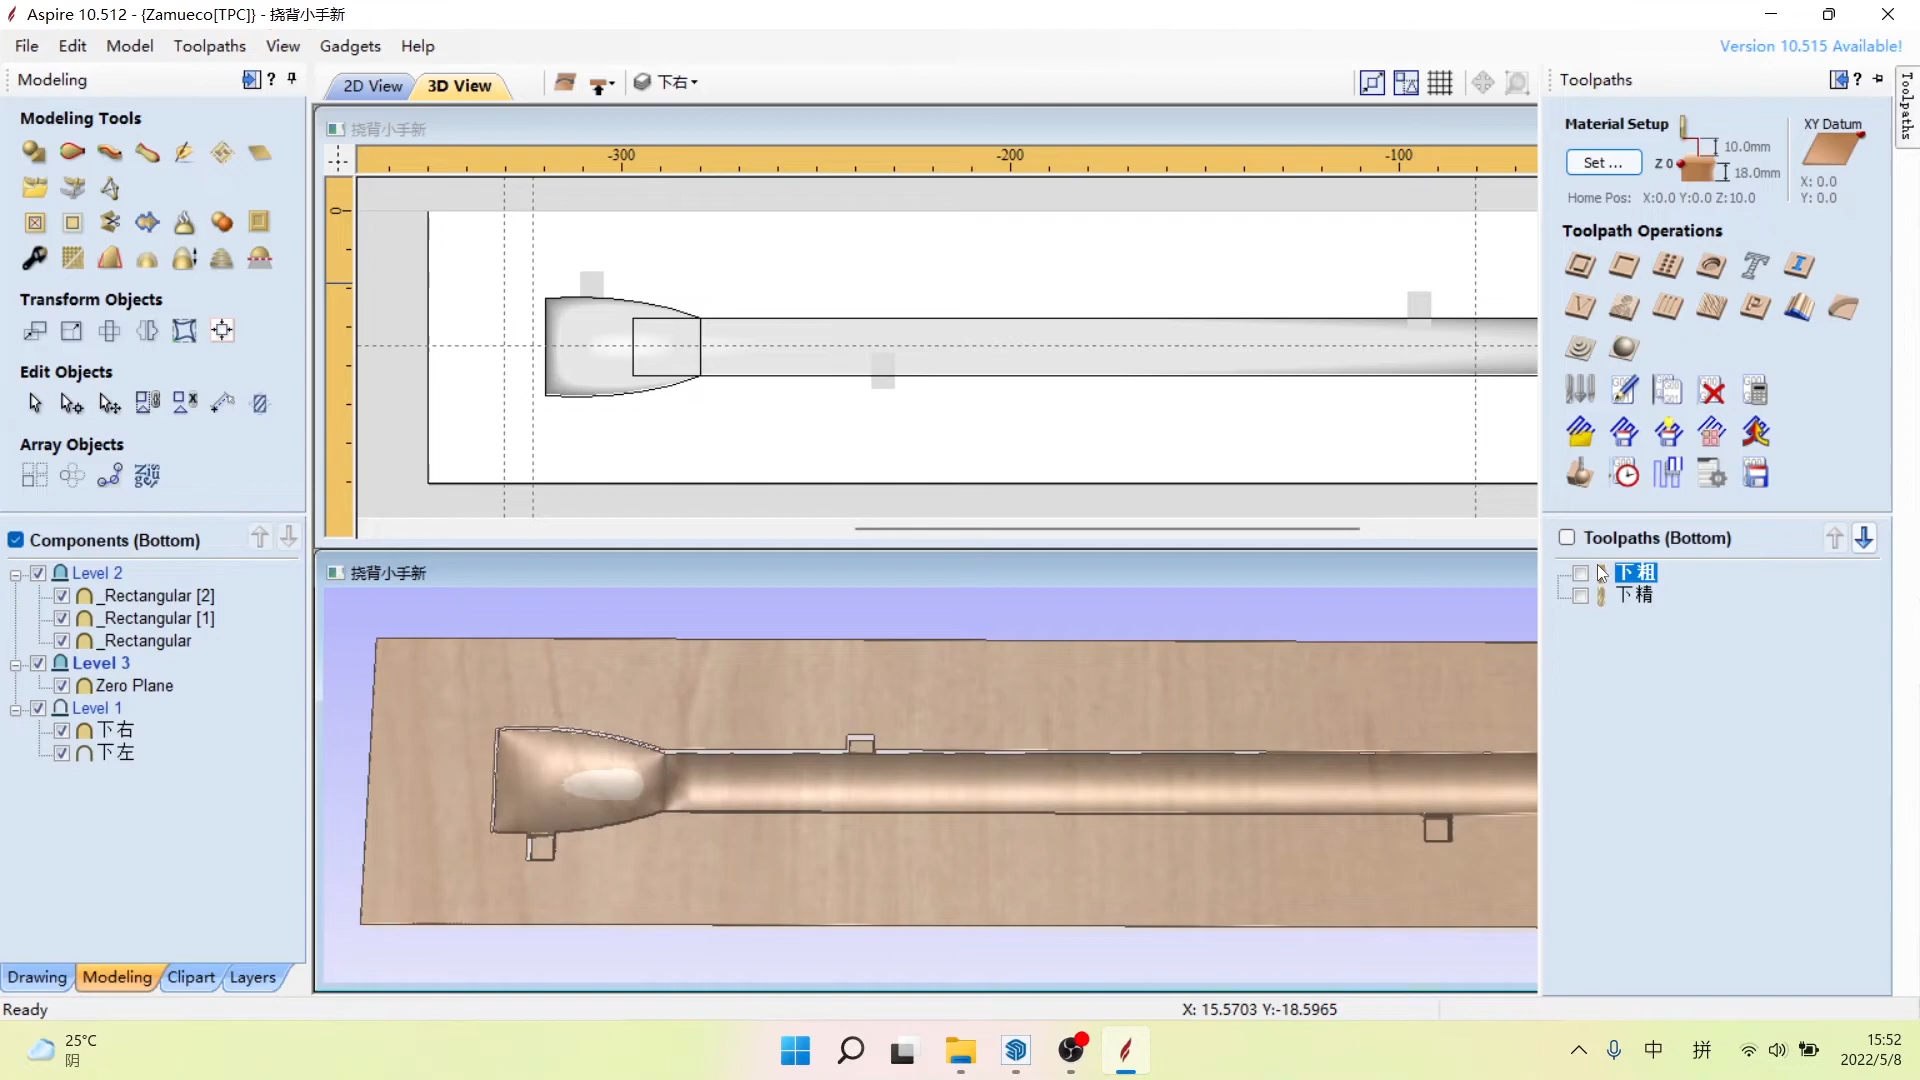 Aspire 10.512 - {Zamueco[TPC]} - 挠背小手新
File Edit Model Toolpaths View Gadgets Help
Version 10.515 Available!
Modeling
?
2D View
3D View
下右
Toolpaths
?
Toolpaths
Modeling Tools
Transform Objects
Edit Objects
Array Objects
Components (Bottom)
Level 2
_Rectangular [2]
_Rectangular [1]
_Rectangular
Level 3
Zero Plane
Level 1
下右
下左
Drawing Modeling Clipart Layers
Ready
挠背小手新
-300
-200
-100
0
挠背小手新
X: 15.5703 Y:-18.5965
Material Setup
Set ...
Z 0
10.0mm
18.0mm
XY Datum
X: 0.0
Y: 0.0
Home Pos: X:0.0 Y:0.0 Z:10.0
Toolpath Operations
Toolpaths (Bottom)
下粗
下精
25°C
阴
中
拼
15:52
2022/5/8